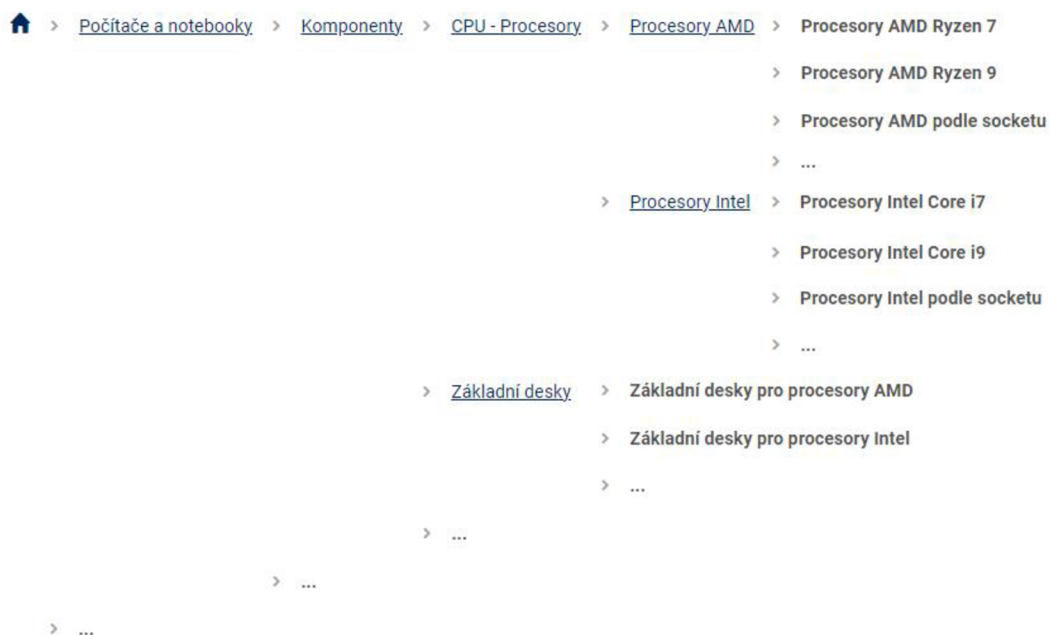 > Počítače a notebooky > Komponenty > CPU - Procesory > Procesory AMD > Procesory AMD Ryzen 7
> Procesory AMD Ryzen 9
> Procesory AMD podle socketu
> ...
> Procesory Intel > Procesory Intel Core i7
> Procesory Intel Core i9
> Procesory Intel podle socketu
> ...
> Základní desky > Základní desky pro procesory AMD
> Základní desky pro procesory Intel
> ...
> ...
> ...
> ...